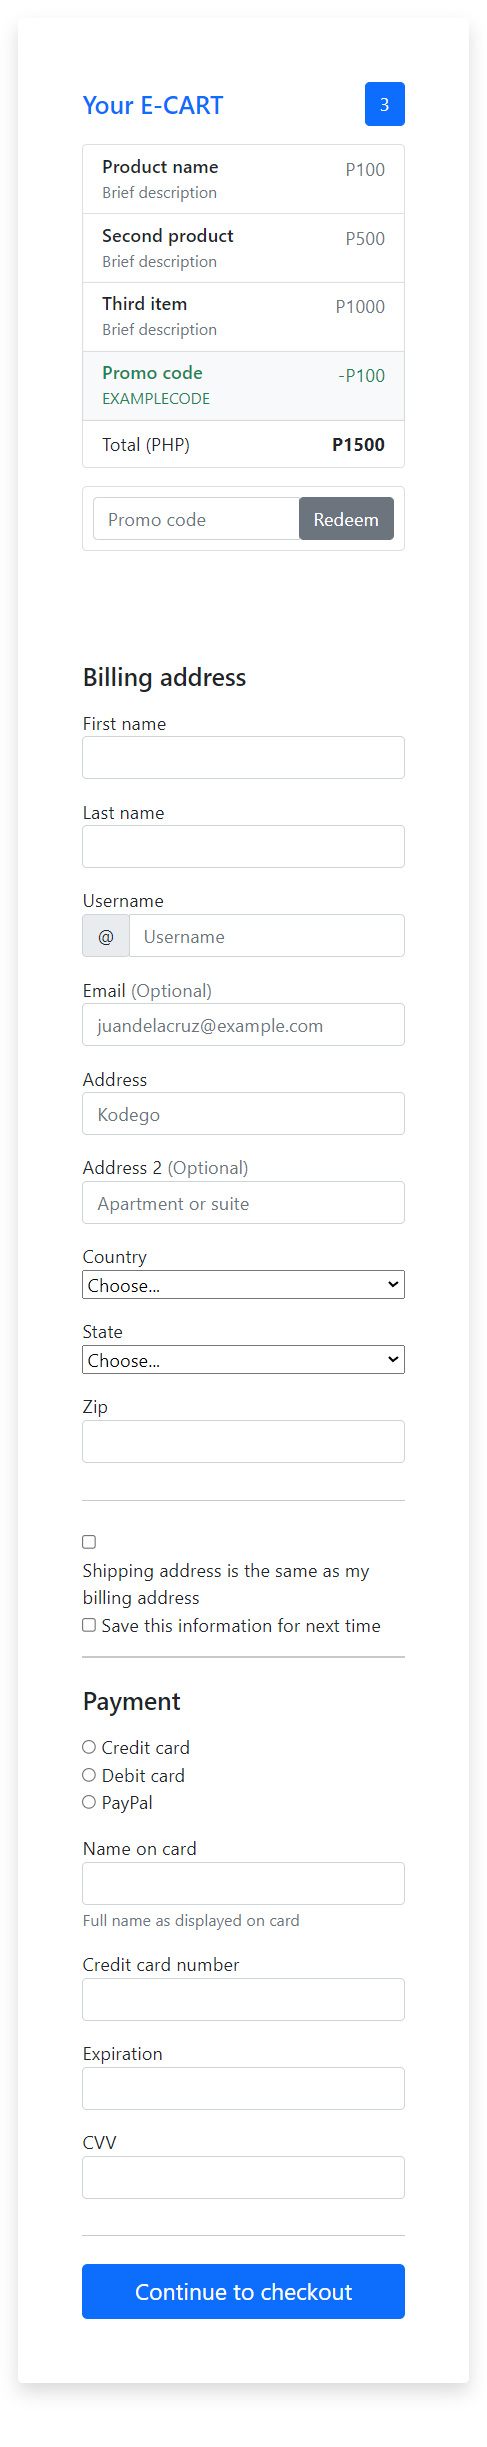 Your E-CART 3
Product name P100
Brief description
Second product P500
Brief description
Third item P1000
Brief description
Promo code -P100
EXAMPLECODE
Total (PHP) P1500
Promo code Redeem
Billing address
First name
Last name
Username
@ Username
Email (Optional)
juandelacruz@example.com
Address
Kodego
Address 2 (Optional)
Apartment or suite
Country
Choose...
State
Choose...
Zip
Shipping address is the same as my
billing address
Save this information for next time
Payment
Credit card
Debit card
PayPal
Name on card
Full name as displayed on card
Credit card number
Expiration
CVV
Continue to checkout